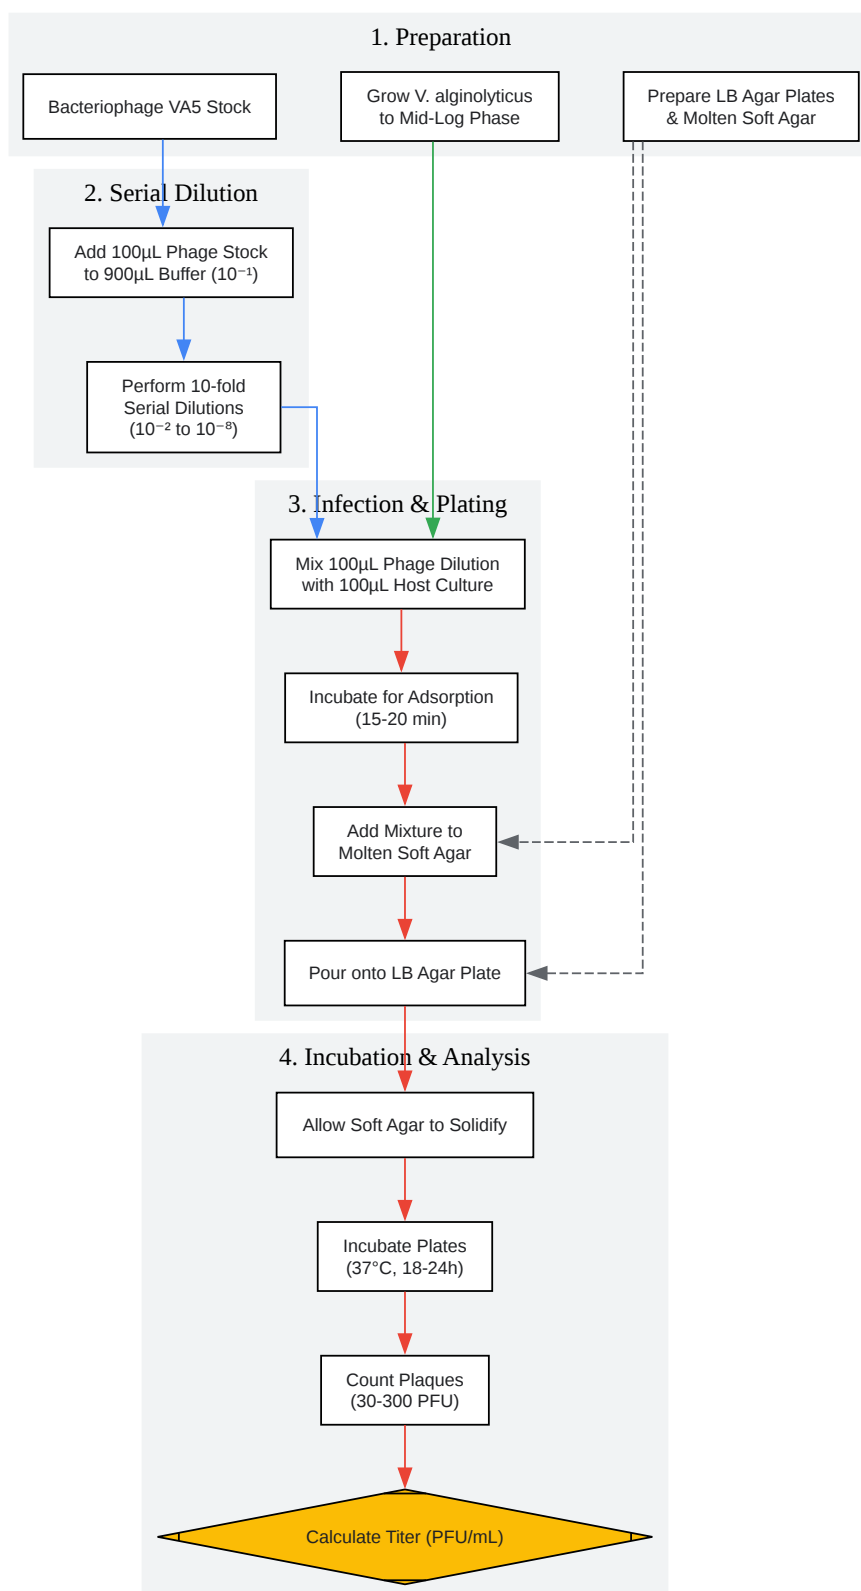 1. Preparation
Bacteriophage VA5 Stock
Grow V. alginolyticus
to Mid-Log Phase
Prepare LB Agar Plates
& Molten Soft Agar
2. Serial Dilution
Add 100µL Phage Stock
to 900µL Buffer (10⁻¹)
Perform 10-fold
Serial Dilutions
(10⁻² to 10⁻⁸)
3. Infection & Plating
Mix 100µL Phage Dilution
with 100µL Host Culture
Incubate for Adsorption
(15-20 min)
Add Mixture to
Molten Soft Agar
Pour onto LB Agar Plate
4. Incubation & Analysis
Allow Soft Agar to Solidify
Incubate Plates
(37°C, 18-24h)
Count Plaques
(30-300 PFU)
Calculate Titer (PFU/mL)